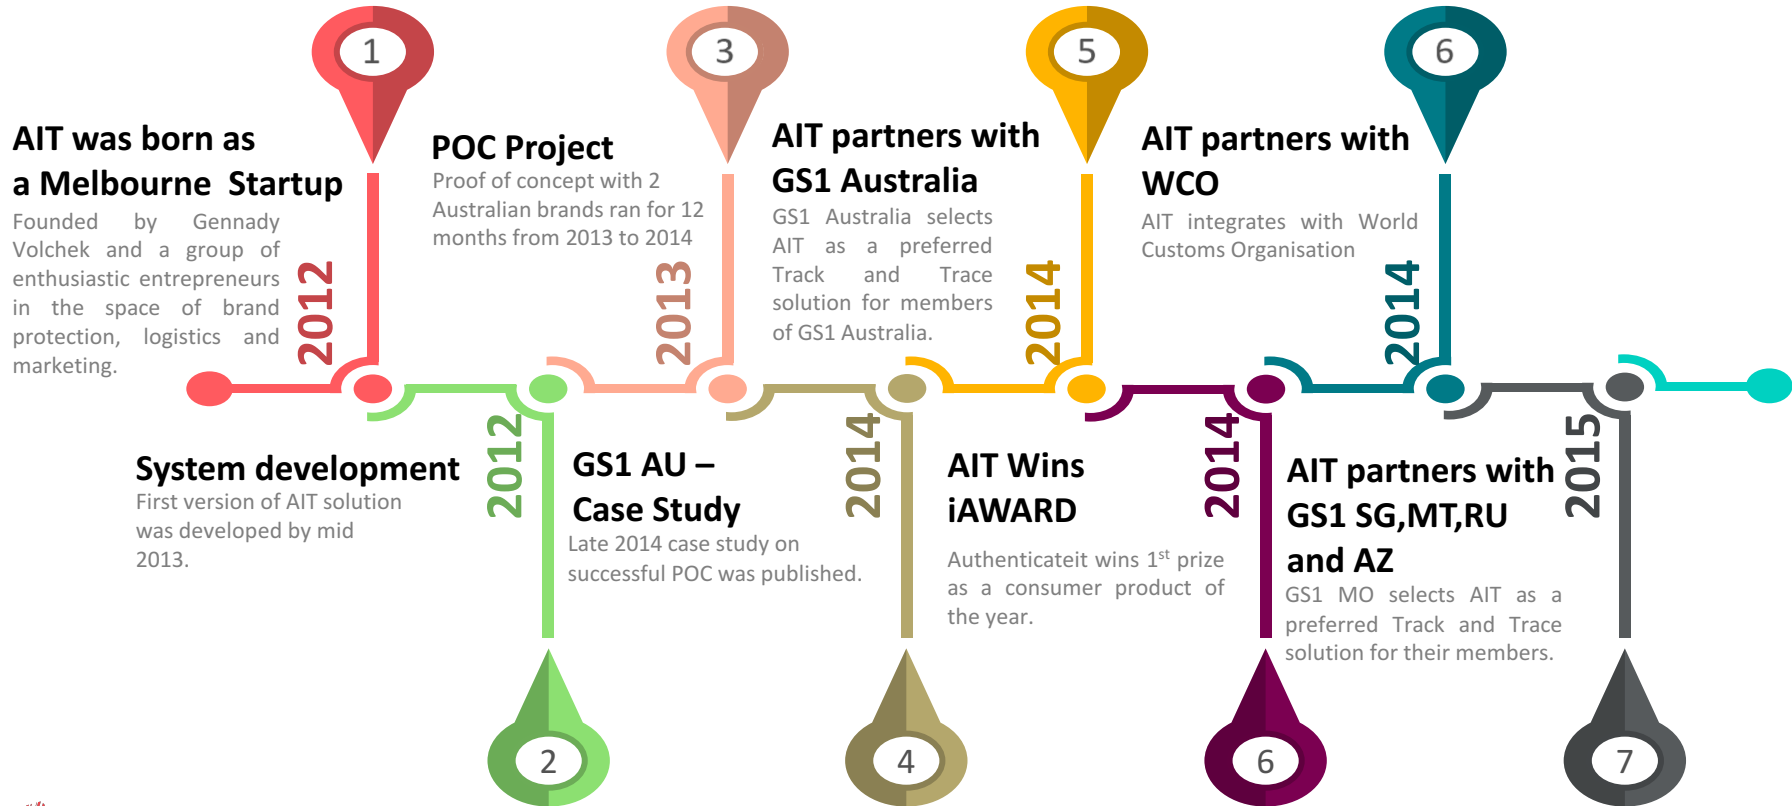 1
AIT was born as
a Melbourne Startup
Founded by Gennady
Volchek and a group of
enthusiastic entrepreneurs
in the space of brand
protection, logistics and
marketing.
2012
System development
First version of AIT solution
was developed by mid
2013.
2012
2
3
POC Project
Proof of concept with 2
Australian brands ran for 12
months from 2013 to 2014
2013
GS1 AU –
Case Study
Late 2014 case study on
successful POC was published.
2014
4
5
AIT partners with
GS1 Australia
GS1 Australia selects
AIT as a preferred
Track and Trace
solution for members
of GS1 Australia.
2014
AIT Wins
iAWARD
Authenticateit wins 1st prize
as a consumer product of
the year.
2014
6
6
AIT partners with
WCO
AIT integrates with World
Customs Organisation
2014
AIT partners with
GS1 SG,MT,RU
and AZ
GS1 MO selects AIT as a
preferred Track and Trace
solution for their members.
2015
7